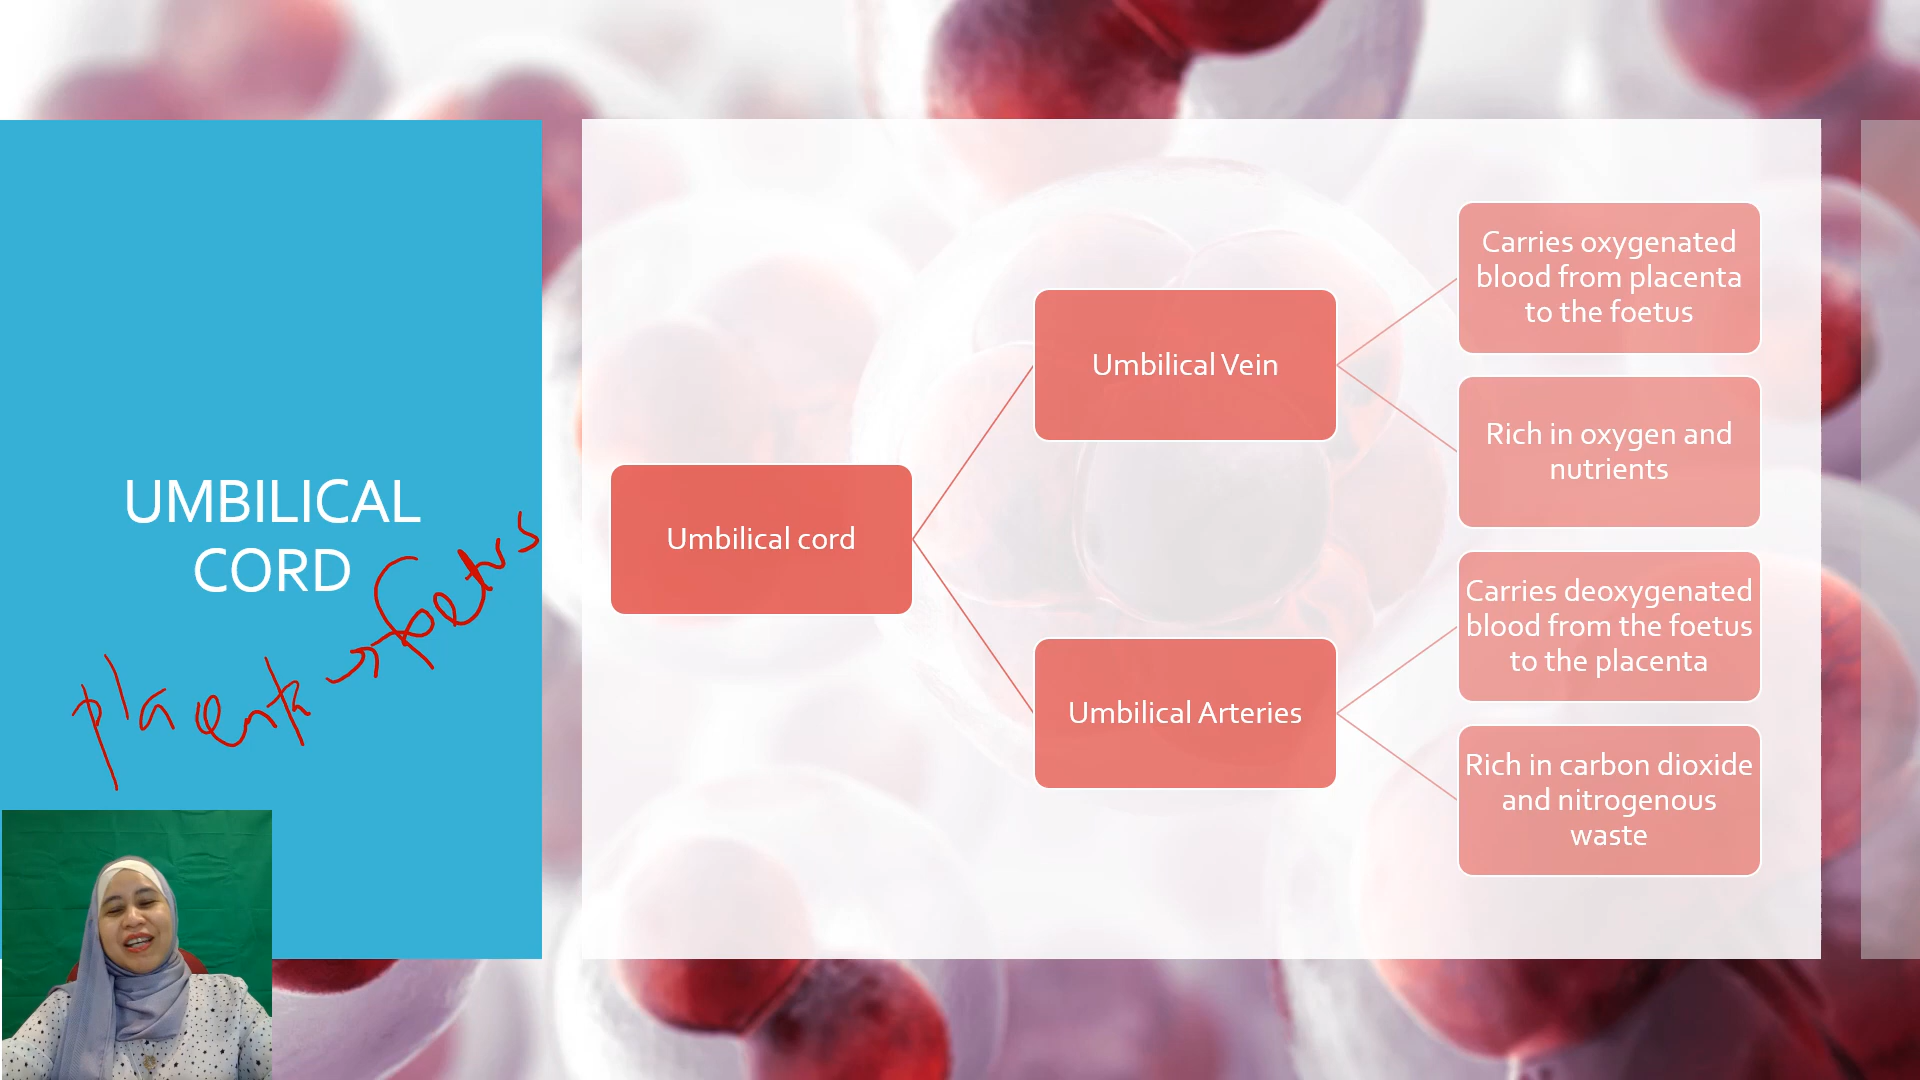 UMBILICAL
CORD
placenta → foetus
Umbilical cord
Umbilical Vein
Umbilical Arteries
Carries oxygenated
blood from placenta
to the foetus
Rich in oxygen and
nutrients
Carries deoxygenated
blood from the foetus
to the placenta
Rich in carbon dioxide
and nitrogenous
waste